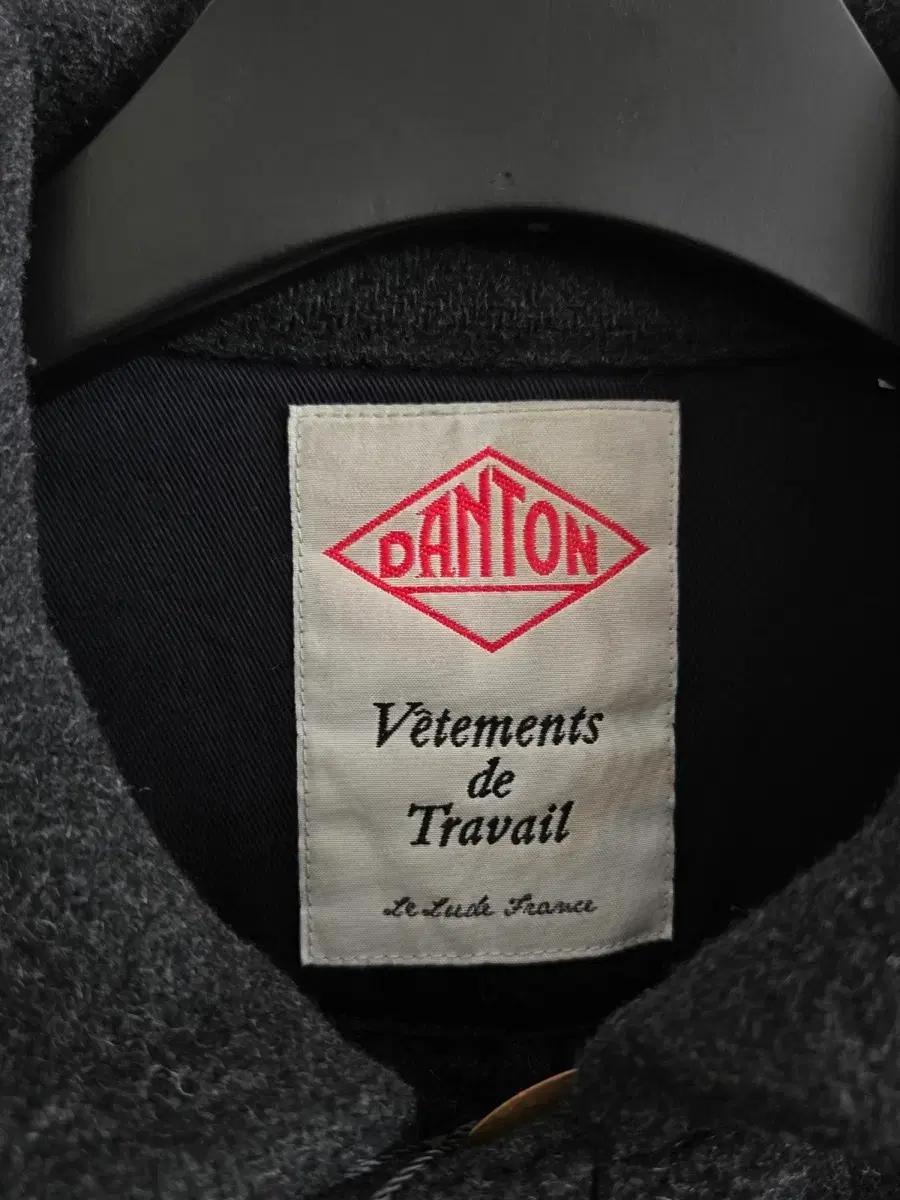 DANTON
Vêtements
de
Travail
Le Lude France